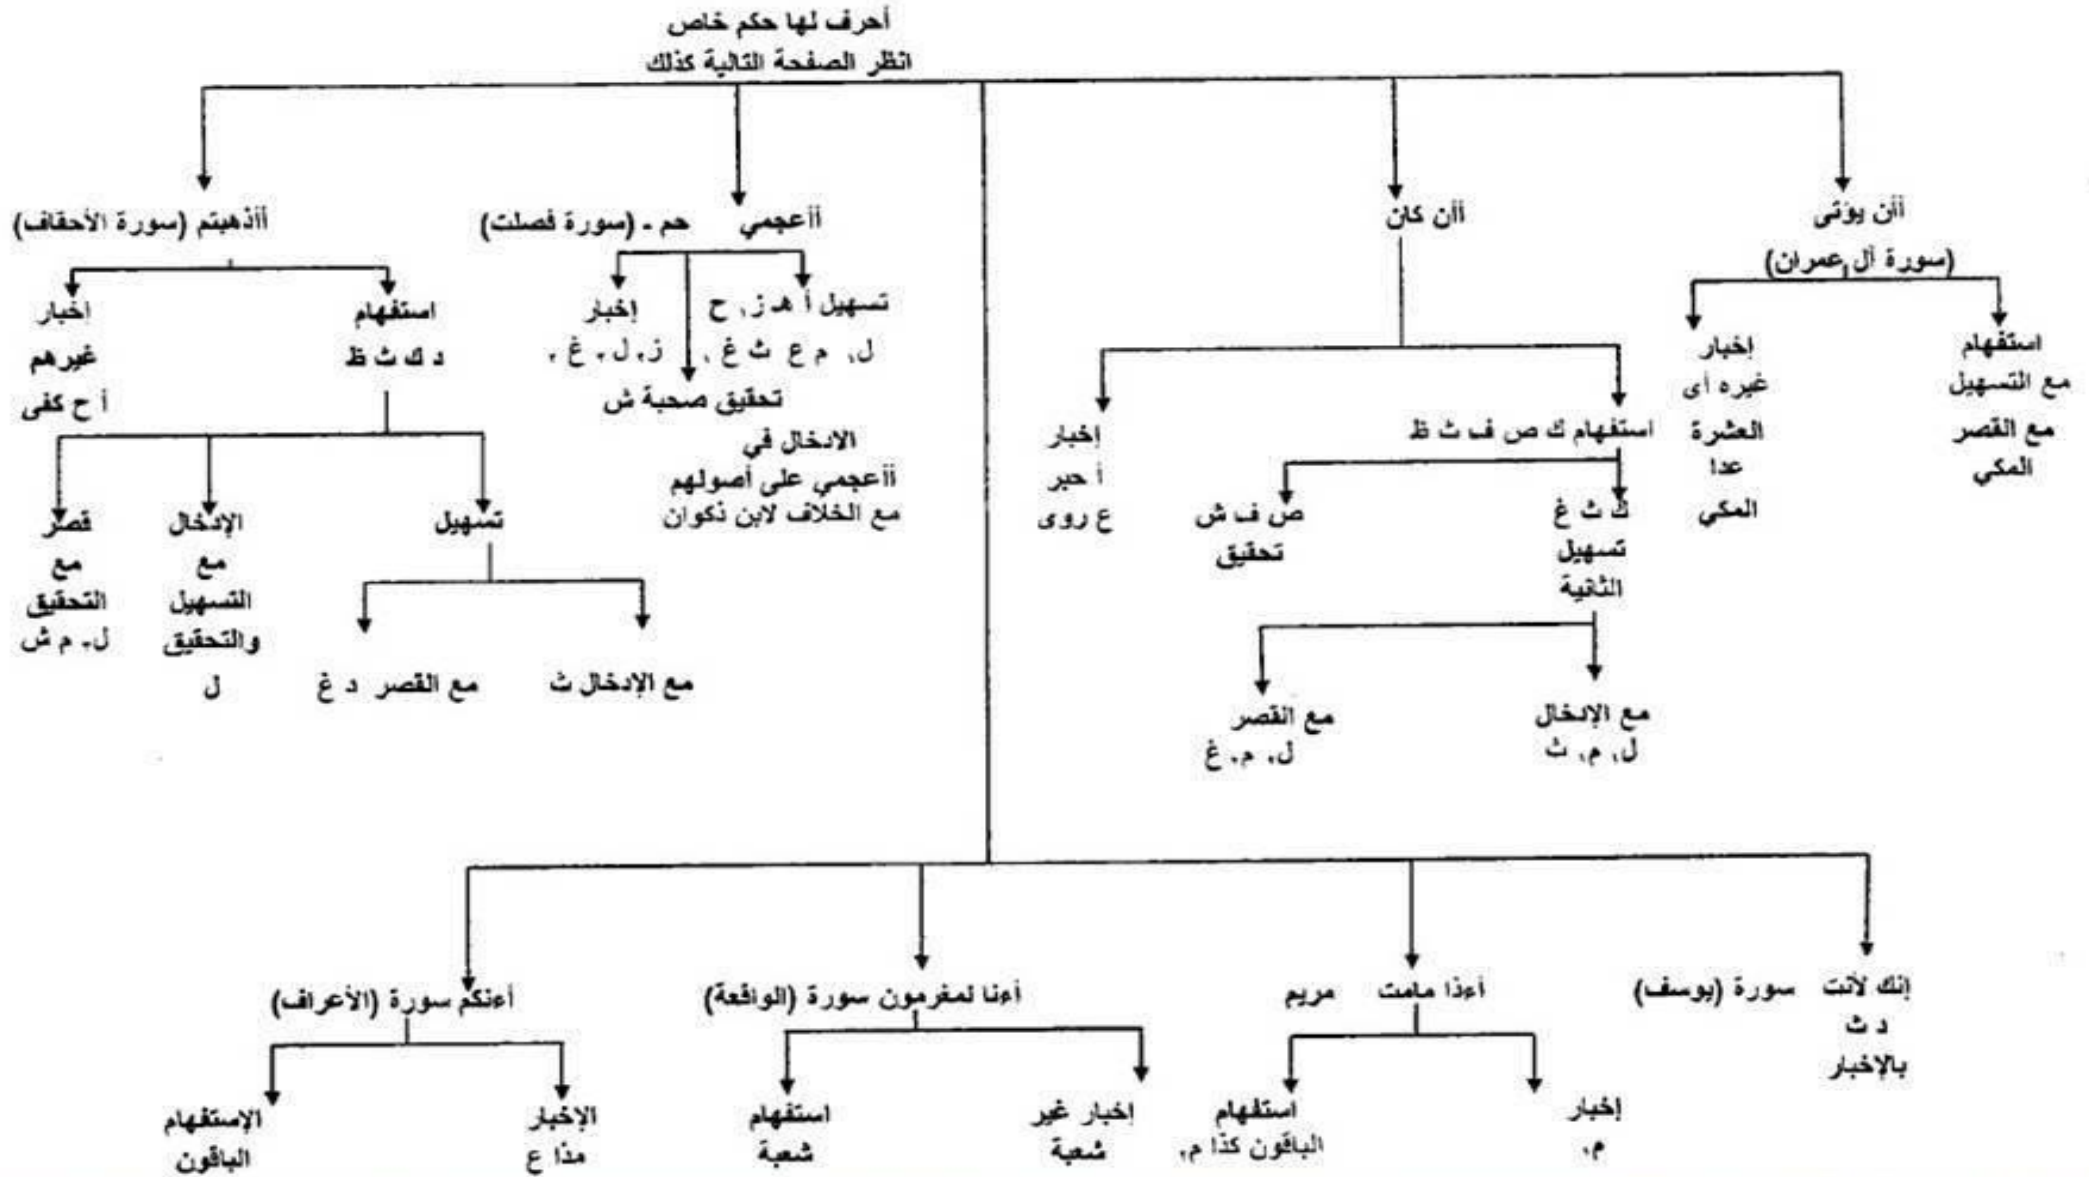 أحرف لها حكم خاص
انظر الصفحة التالية كذلك
أأن يؤتى
(سورة آل عمران)
استفهام
مع التسهيل
مع القصر
المكي
إخبار
غيره أى
العشرة
عدا
المكي
أأن كان
استفهام ك ص ف ث ظ
ك ث غ
تسهيل
الثانية
مع الإدخال
ل، م، ث
مع القصر
ل، م، غ
ص ف ش
تحقيق
إخبار
أ حبر
ع روى
أأعجمي
حم - (سورة فصلت)
تسهيل أ هـ ز، ح
ل، م ع ث غ،
تحقيق صحبة ش
الإدخال في
أأعجمي على أصولهم
مع الخلاف لابن ذكوان
إخبار
ز، ل، غ،
أأذهبتم (سورة الأحقاف)
استفهام
د ك ث ظ
تسهيل
مع الإدخال ث
مع القصر د غ
الإدخال
مع
التسهيل
والتحقيق
ل
قصر
مع
التحقيق
ل، م ش
إخبار
غيرهم
أ ح كفى
إنك لأنت سورة (يوسف)
د ث
بالإخبار
أءذا مامت مريم
إخبار
م،
استفهام
الباقون كذا م،
أءنا لمغرمون سورة (الواقعة)
إخبار غير
شعبة
استفهام
شعبة
أءنكم سورة (الأعراف)
الإخبار
مذا ع
الإستفهام
الباقون